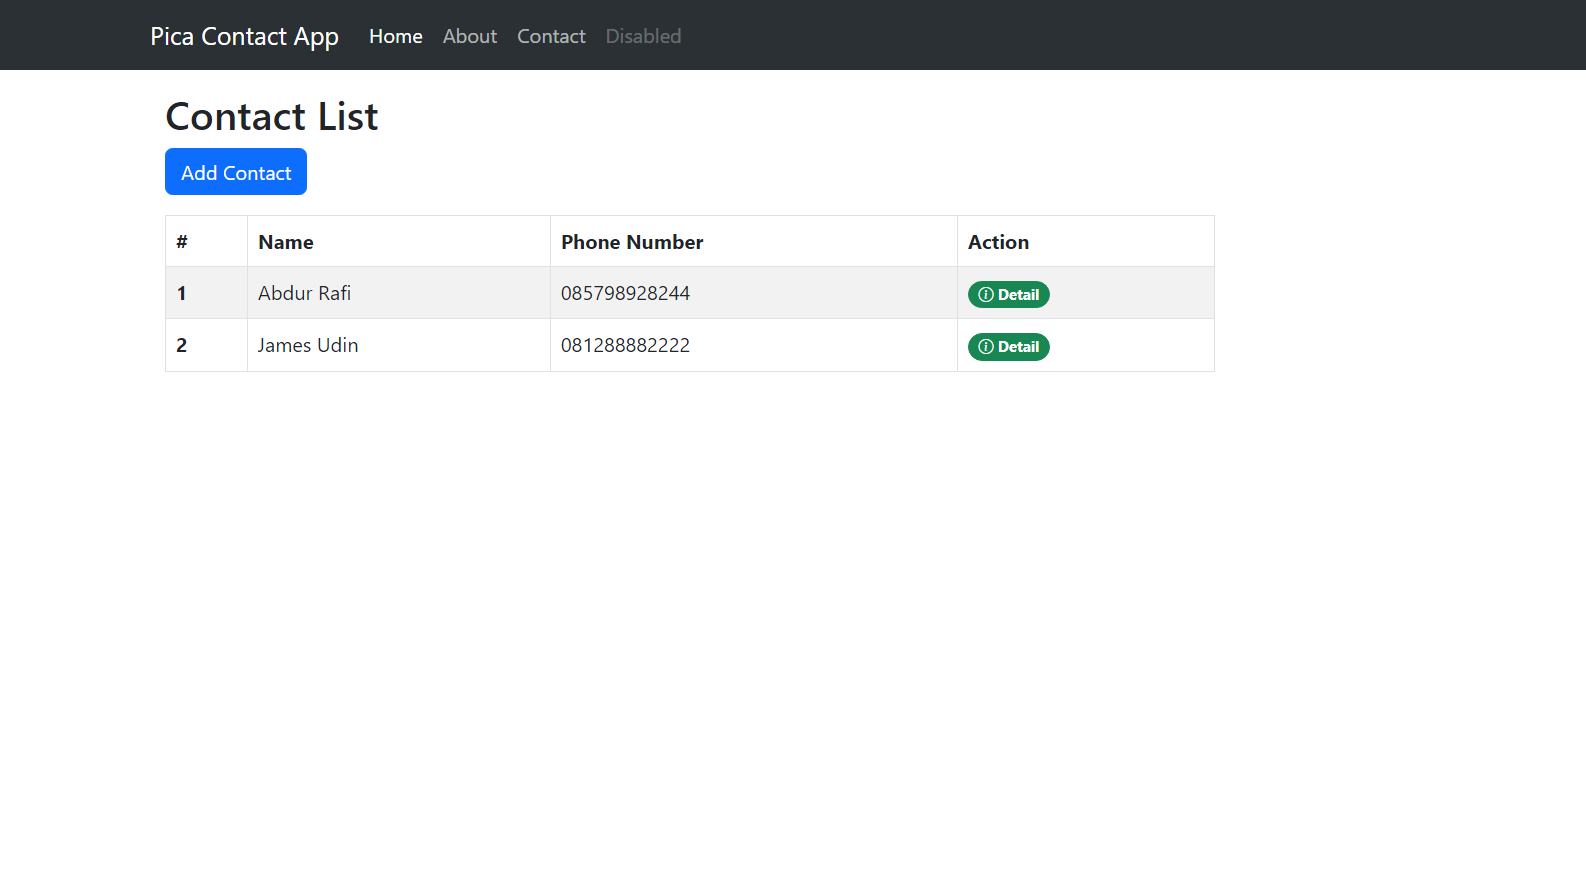 Pica Contact App Home About Contact Disabled
Contact List
Add Contact
# Name Phone Number Action
1 Abdur Rafi 085798928244 Detail
2 James Udin 081288882222 Detail